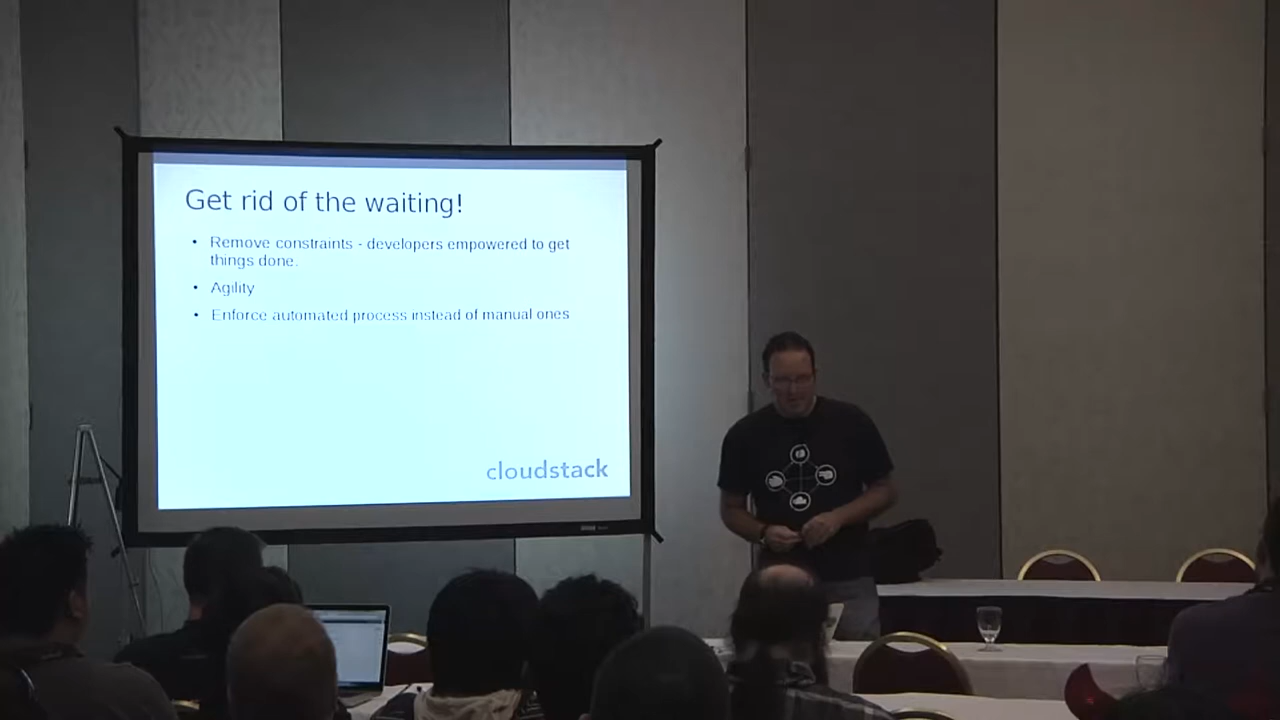 Get rid of the waiting!
• Remove constraints - developers empowered to get
things done.
• Agility
• Enforce automated process instead of manual ones
cloudstack